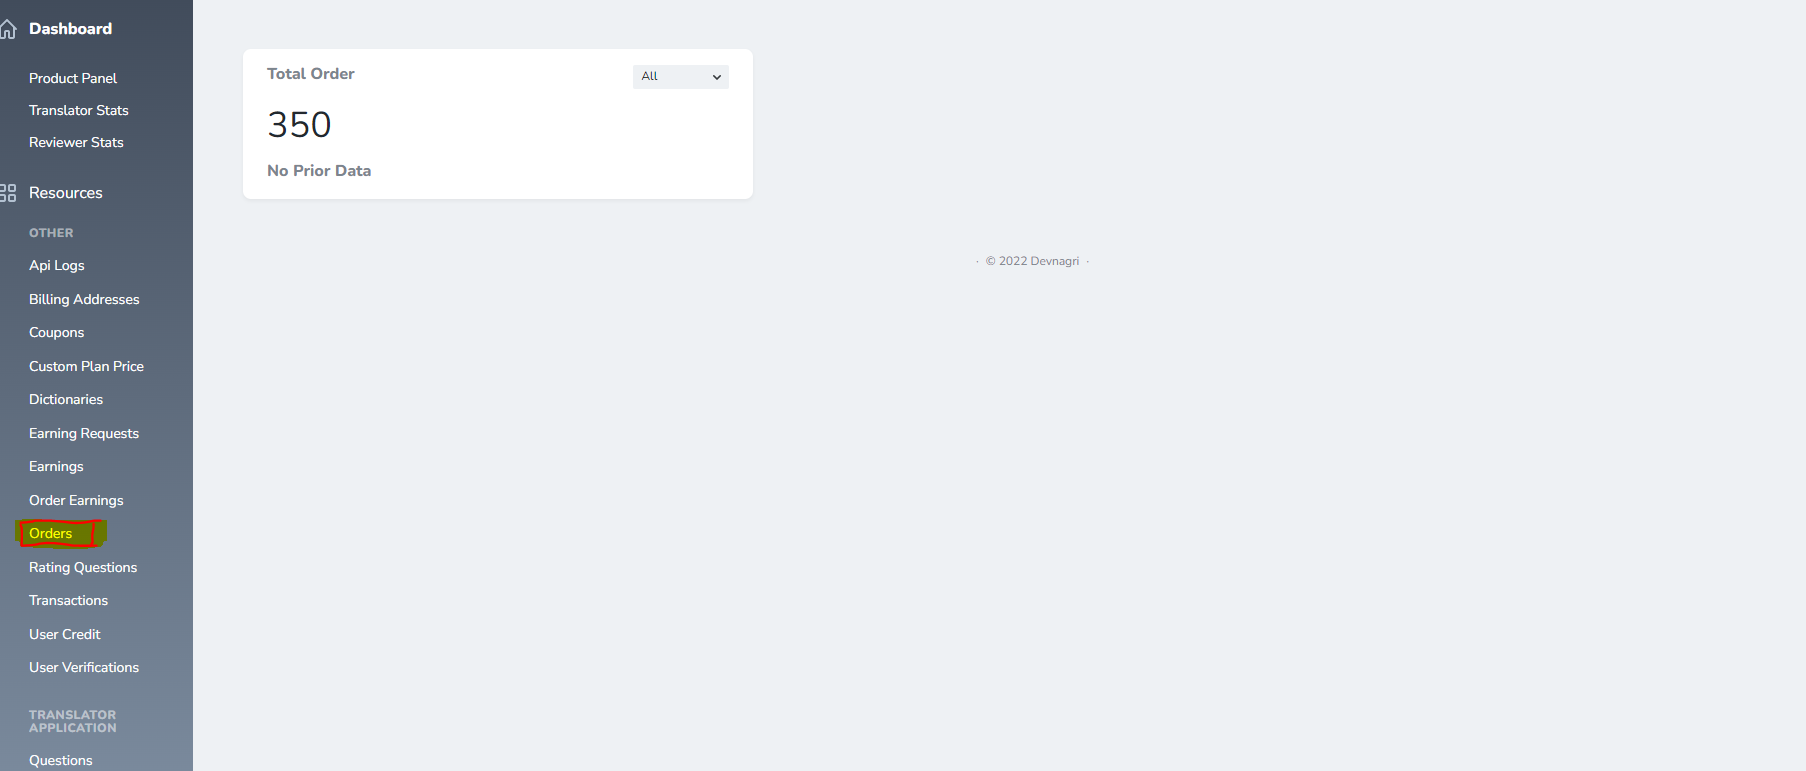 Dashboard
Product Panel
Translator Stats
Reviewer Stats
Resources
OTHER
Api Logs
Billing Addresses
Coupons
Custom Plan Price
Dictionaries
Earning Requests
Earnings
Order Earnings
Orders
Rating Questions
Transactions
User Credit
User Verifications
TRANSLATOR
APPLICATION
Questions
Total Order
All
350
No Prior Data
· © 2022 Devnagri ·